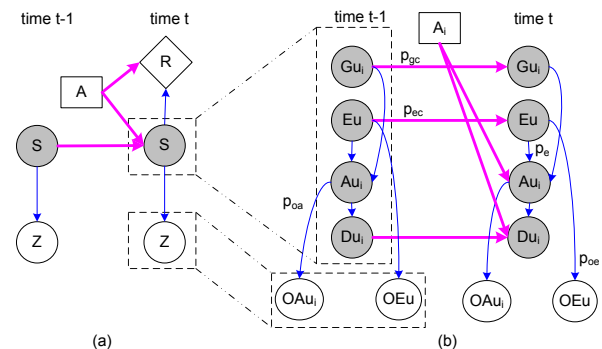 time t-1
time t
time t-1
time t
A
R
S
S
Z
Z
A_i
Gu_i
p_gc
Gu_i
Eu
p_ec
Eu
p_e
Au_i
Au_i
p_oa
Du_i
Du_i
p_oe
OAu_i
OEu
OAu_i
OEu
(a)
(b)